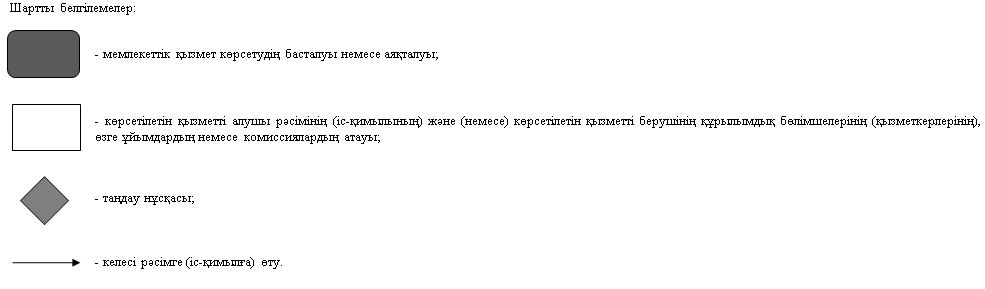 Шартты белгілемелер:
- мемлекеттік қызмет көрсетудің басталуы немесе аяқталуы;
- көрсетілетін қызметті алушы рәсімінің (іс-қимылының) және (немесе) көрсетілетін қызметті берушінің құрылымдық бөлімшелерінің (қызметкерлерінің),
өзге ұйымдардың немесе комиссиялардың атауы;
- таңдау нұсқасы;
- келесі рәсімге (іс-қимылға) өту.